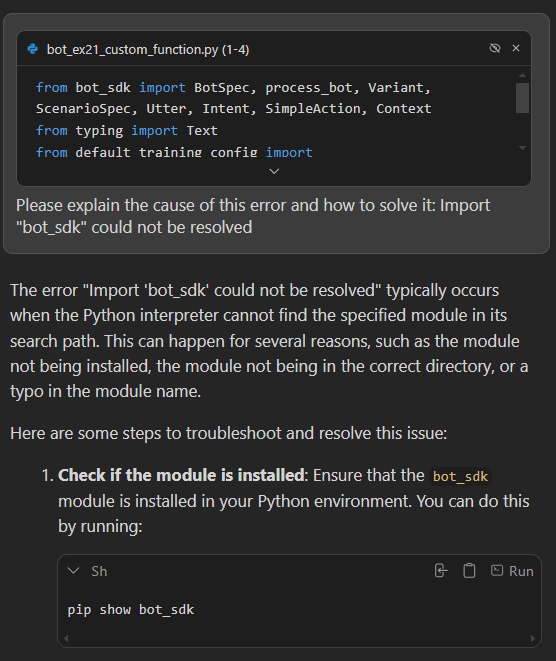 bot_ex21_custom_function.py (1-4)
from bot_sdk import BotSpec, process_bot, Variant,
ScenarioSpec, Utter, Intent, SimpleAction, Context
from typing import Text
from default_training_config import
Please explain the cause of this error and how to solve it: Import
"bot_sdk" could not be resolved
The error "Import 'bot_sdk' could not be resolved" typically occurs
when the Python interpreter cannot find the specified module in its
search path. This can happen for several reasons, such as the module
not being installed, the module not being in the correct directory, or a
typo in the module name.
Here are some steps to troubleshoot and resolve this issue:
1. Check if the module is installed: Ensure that the bot_sdk
module is installed in your Python environment. You can do this
by running:
Sh Run
pip show bot_sdk